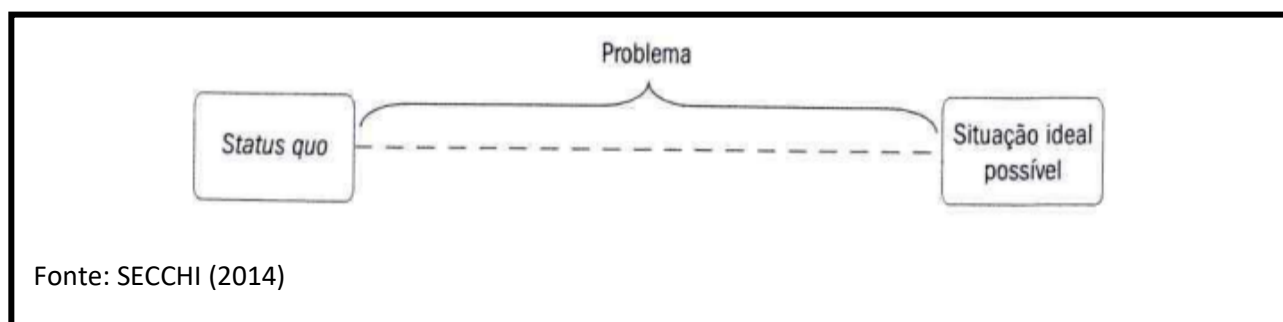 Problema
Status quo
Situação ideal
possível
Fonte: SECCHI (2014)